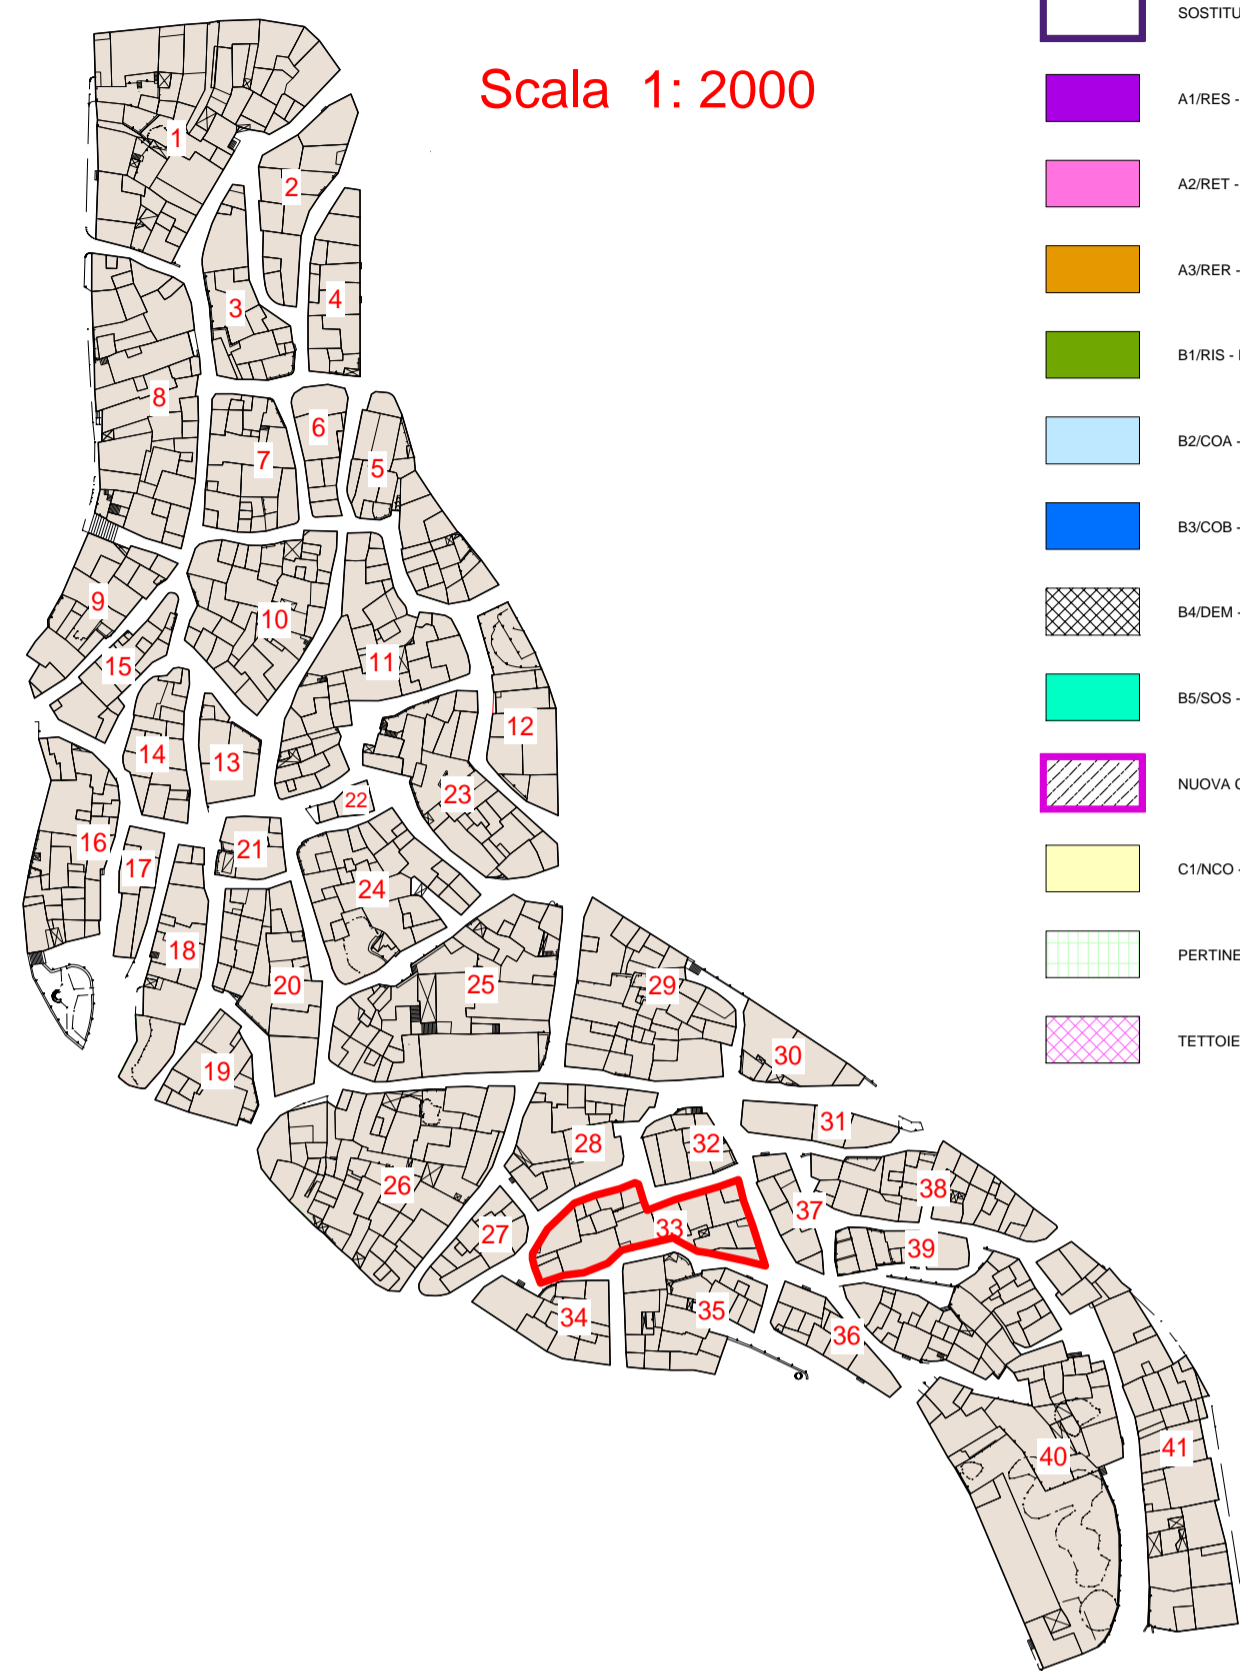 Scala 1: 2000
SOSTITU
A1/RES -
A2/RET -
A3/RER -
B1/RIS -
B2/COA -
B3/COB -
B4/DEM -
B5/SOS -
NUOVA
C1/NCO -
PERTINE
TETTOIE
1
2
3
4
8
6
7
5
9
10
11
15
12
14
13
22
23
16
21
17
24
18
20
25
29
19
30
31
28
32
26
38
37
33
27
39
34
35
36
41
40